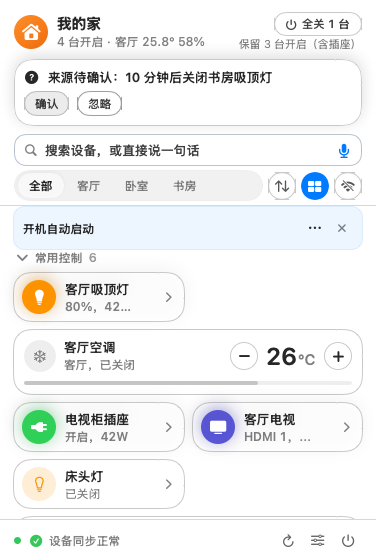 我的家
全关 1 台
4 台开启 · 客厅 25.8° 58%
保留 3 台开启（含插座）
来源待确认：10 分钟后关闭书房吸顶灯
确认 忽略
搜索设备，或直接说一句话
全部 客厅 卧室 书房
开机自动启动
常用控制 6
客厅吸顶灯
80%，42...
客厅空调
客厅，已关闭
26°C
电视柜插座
开启，42W
客厅电视
HDMI 1，...
床头灯
已关闭
设备同步正常